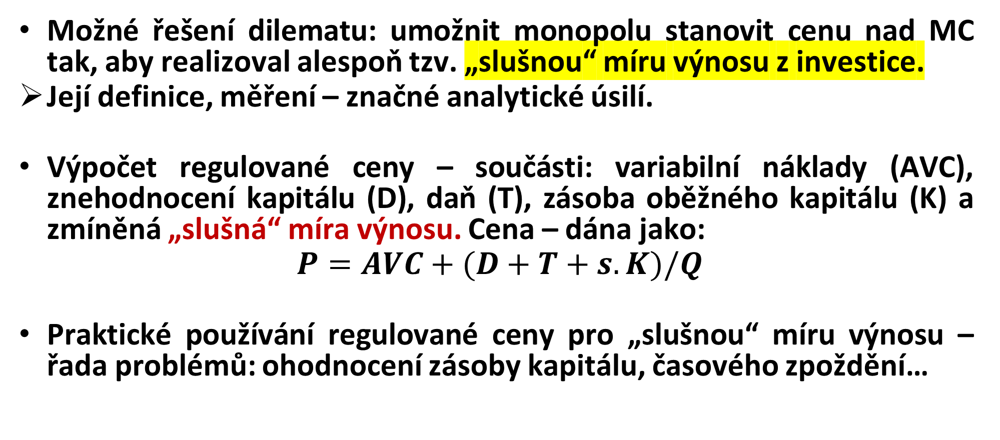 • Možné řešení dilematu: umožnit monopolu stanovit cenu nad MC
tak, aby realizoval alespoň tzv. „slušnou“ míru výnosu z investice.
➢ Její definice, měření – značné analytické úsilí.
• Výpočet regulované ceny – součásti: variabilní náklady (AVC),
znehodnocení kapitálu (D), daň (T), zásoba oběžného kapitálu (K) a
zmíněná „slušná“ míra výnosu. Cena – dána jako:
P = AVC + (D + T + s.K)/Q
• Praktické používání regulované ceny pro „slušnou“ míru výnosu –
řada problémů: ohodnocení zásoby kapitálu, časového zpoždění…